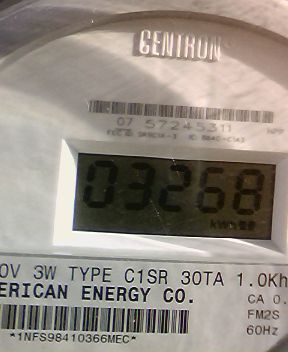 CENTRON
07 57245311
03268
kWh
0V 3W TYPE C1SR 30TA 1.0Kh
ERICAN ENERGY CO.
CA 0.
FM2S
60Hz
*1NFS98410366MEC*